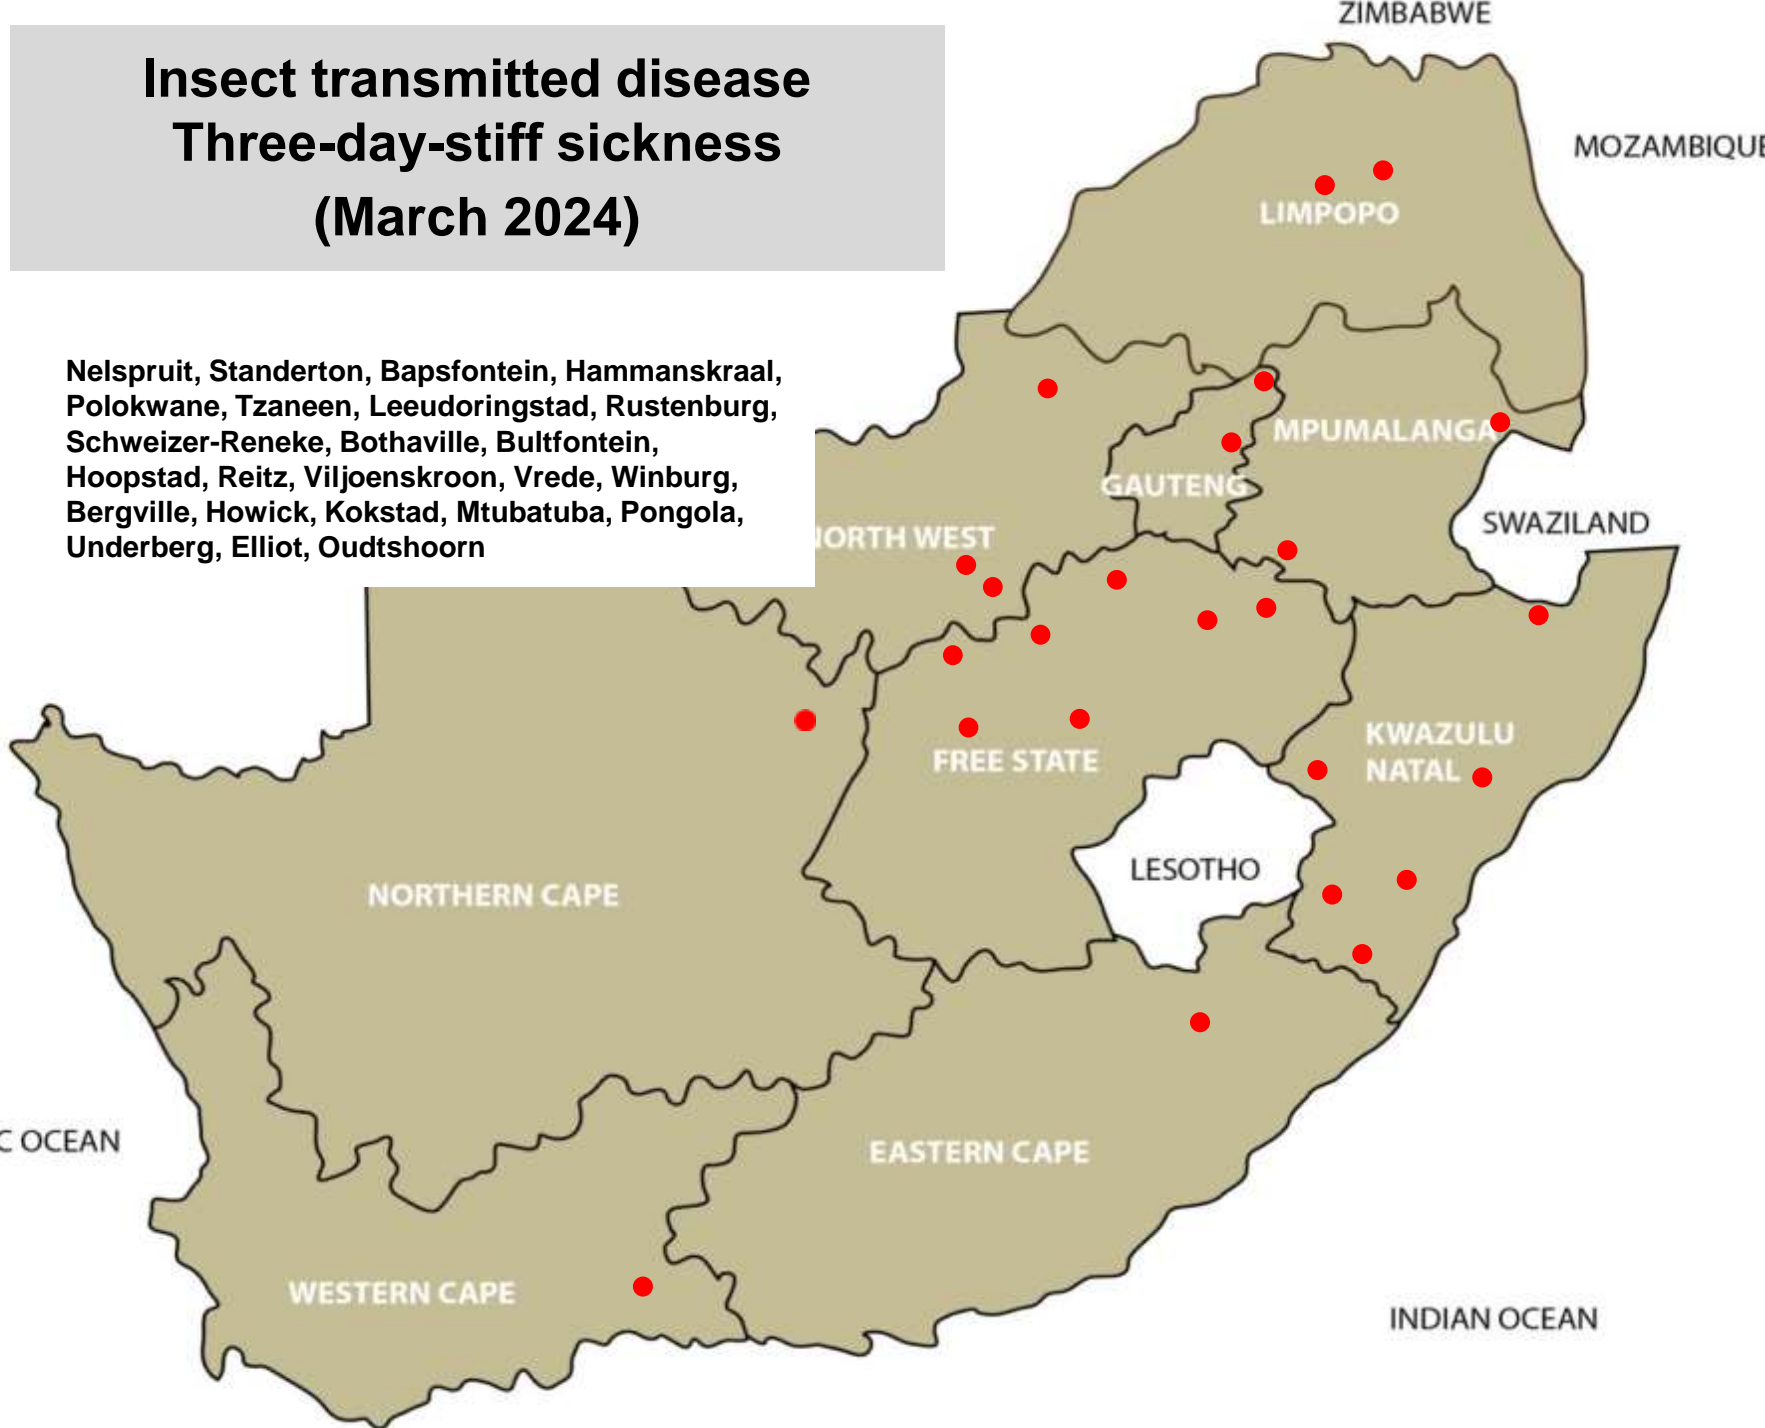 ZIMBABWE
Insect transmitted disease
Three-day-stiff sickness
(March 2024)
MOZAMBIQUE
LIMPOPO
Nelspruit, Standerton, Bapsfontein, Hammanskraal,
Polokwane, Tzaneen, Leeudoringstad, Rustenburg,
Schweizer-Reneke, Bothaville, Bultfontein,
Hoopstad, Reitz, Viljoenskroon, Vrede, Winburg,
Bergville, Howick, Kokstad, Mtubatuba, Pongola,
Underberg, Elliot, Oudtshoorn
MPUMALANGA
GAUTENG
SWAZILAND
NORTH WEST
KWAZULU
NATAL
FREE STATE
LESOTHO
NORTHERN CAPE
C OCEAN
EASTERN CAPE
WESTERN CAPE
INDIAN OCEAN